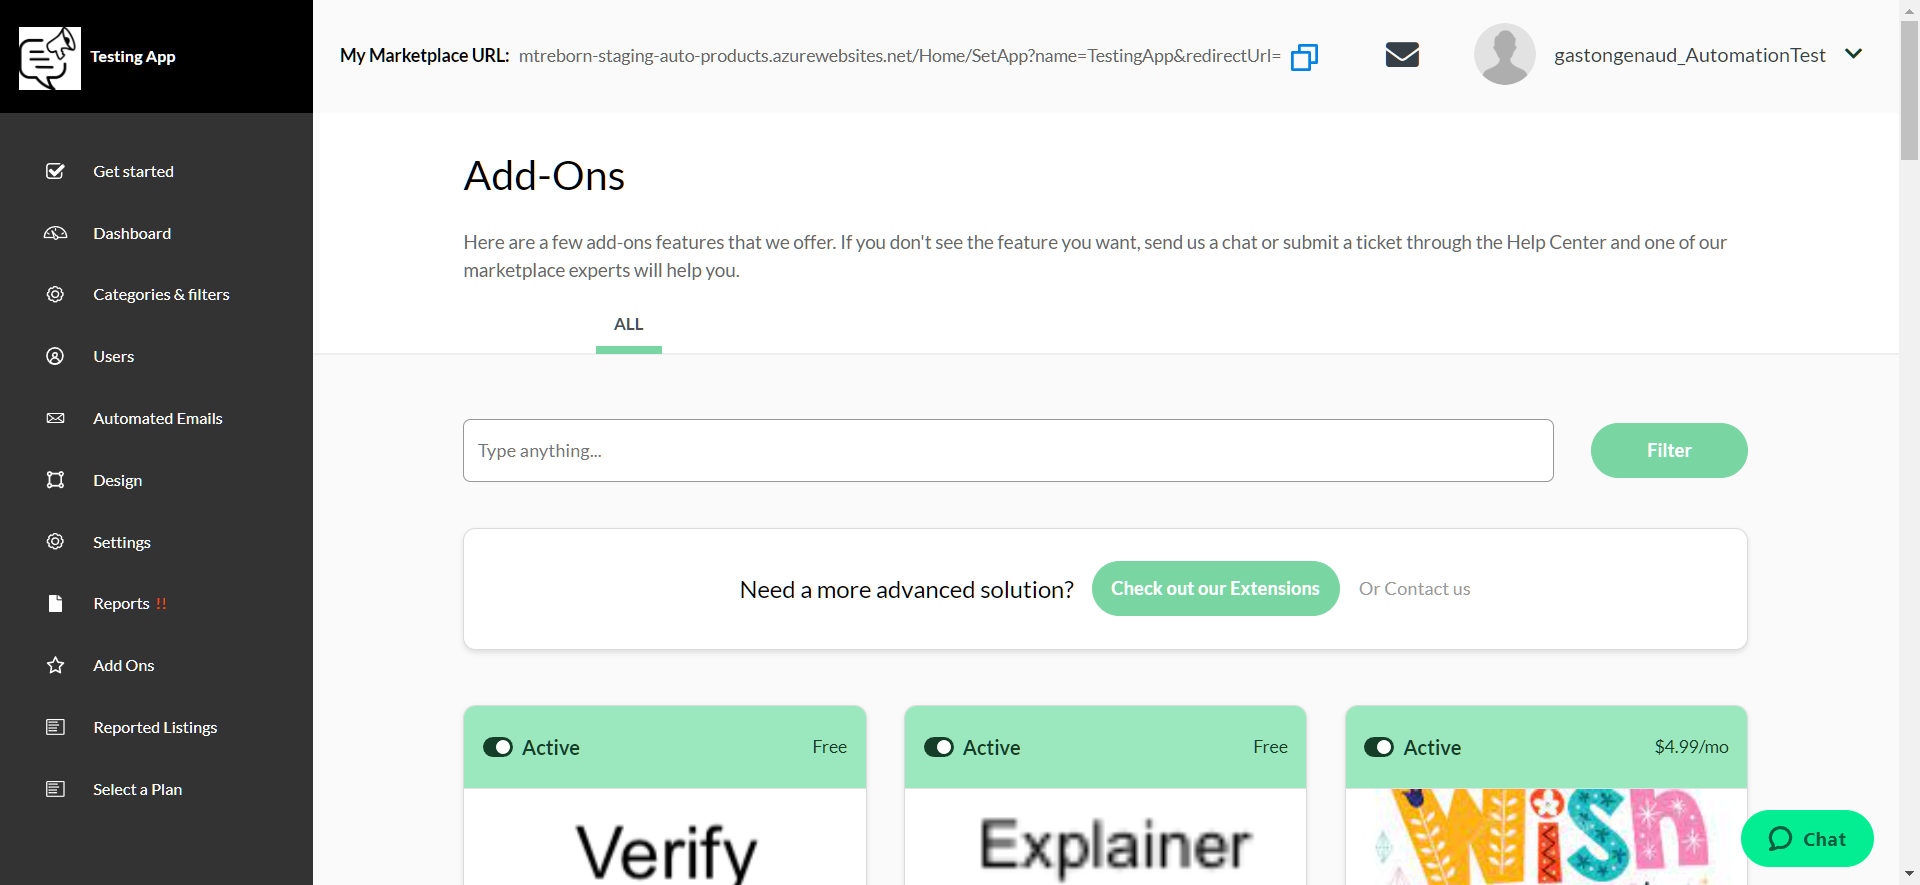 Testing App
My Marketplace URL: mtreborn-staging-auto-products.azurewebsites.net/Home/SetApp?name=TestingApp&redirectUrl=
gastongenaud_AutomationTest
Get started
Dashboard
Categories & filters
Users
Automated Emails
Design
Settings
Reports !!
Add Ons
Reported Listings
Select a Plan
Add-Ons
Here are a few add-ons features that we offer. If you don't see the feature you want, send us a chat or submit a ticket through the Help Center and one of our
marketplace experts will help you.
ALL
Type anything...
Filter
Need a more advanced solution? Check out our Extensions Or Contact us
Active Free
Verify
Active Free
Explainer
Active $4.99/mo
Wish
Chat